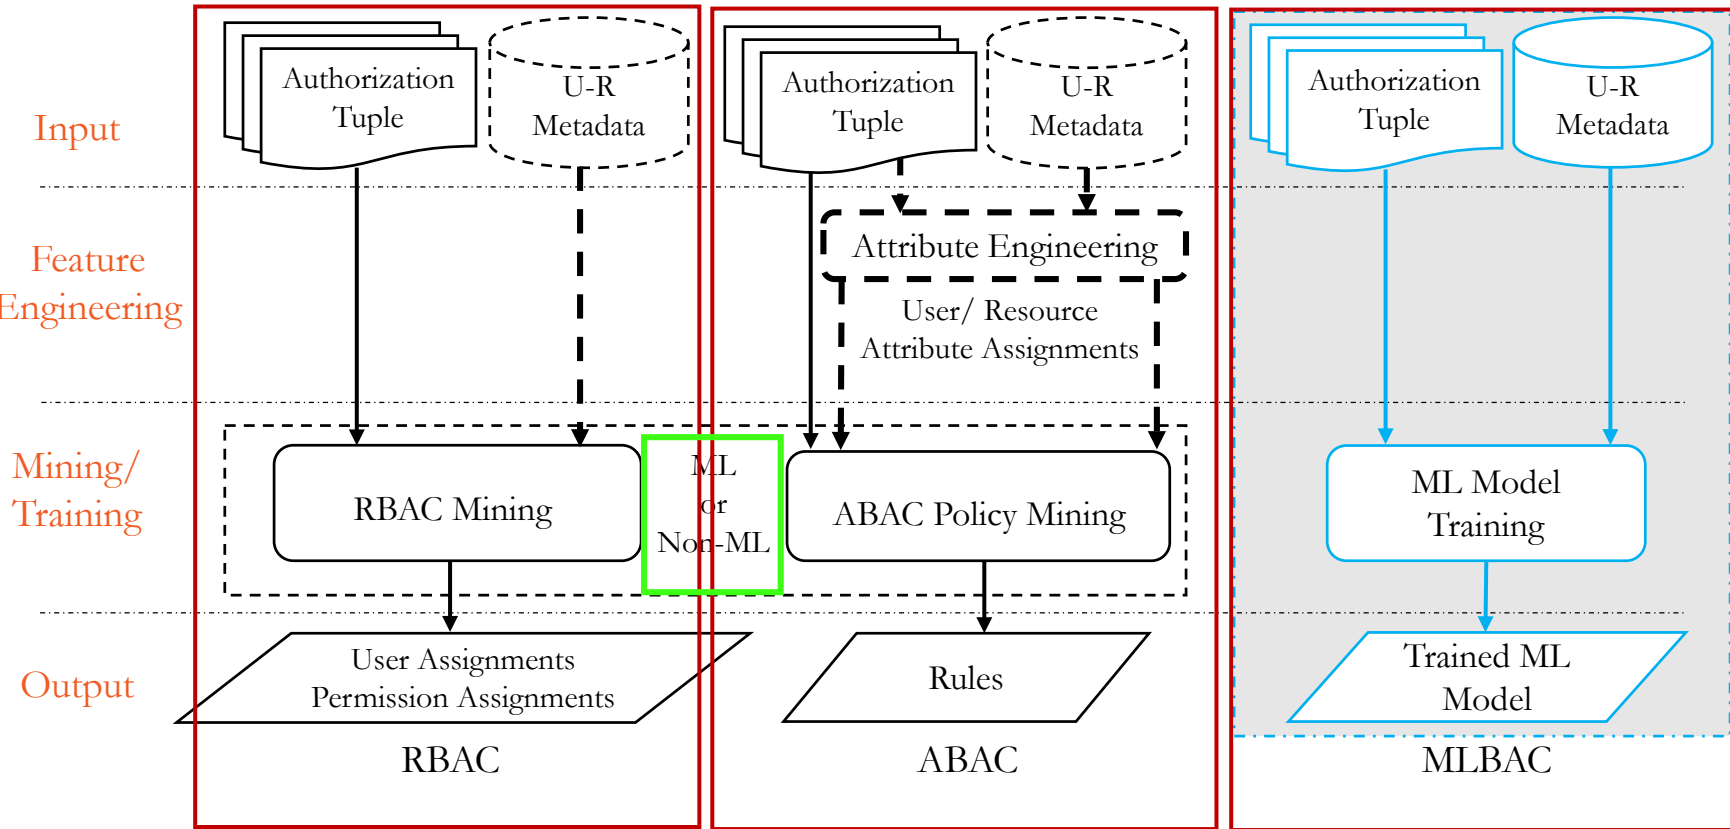 Input
Authorization
Tuple
U-R
Metadata
Authorization
Tuple
U-R
Metadata
Authorization
Tuple
U-R
Metadata
Feature
Engineering
Attribute Engineering
User/ Resource
Attribute Assignments
Mining/
Training
RBAC Mining
ML
or
Non-ML
ABAC Policy Mining
ML Model
Training
Output
User Assignments
Permission Assignments
Rules
Trained ML
Model
RBAC
ABAC
MLBAC